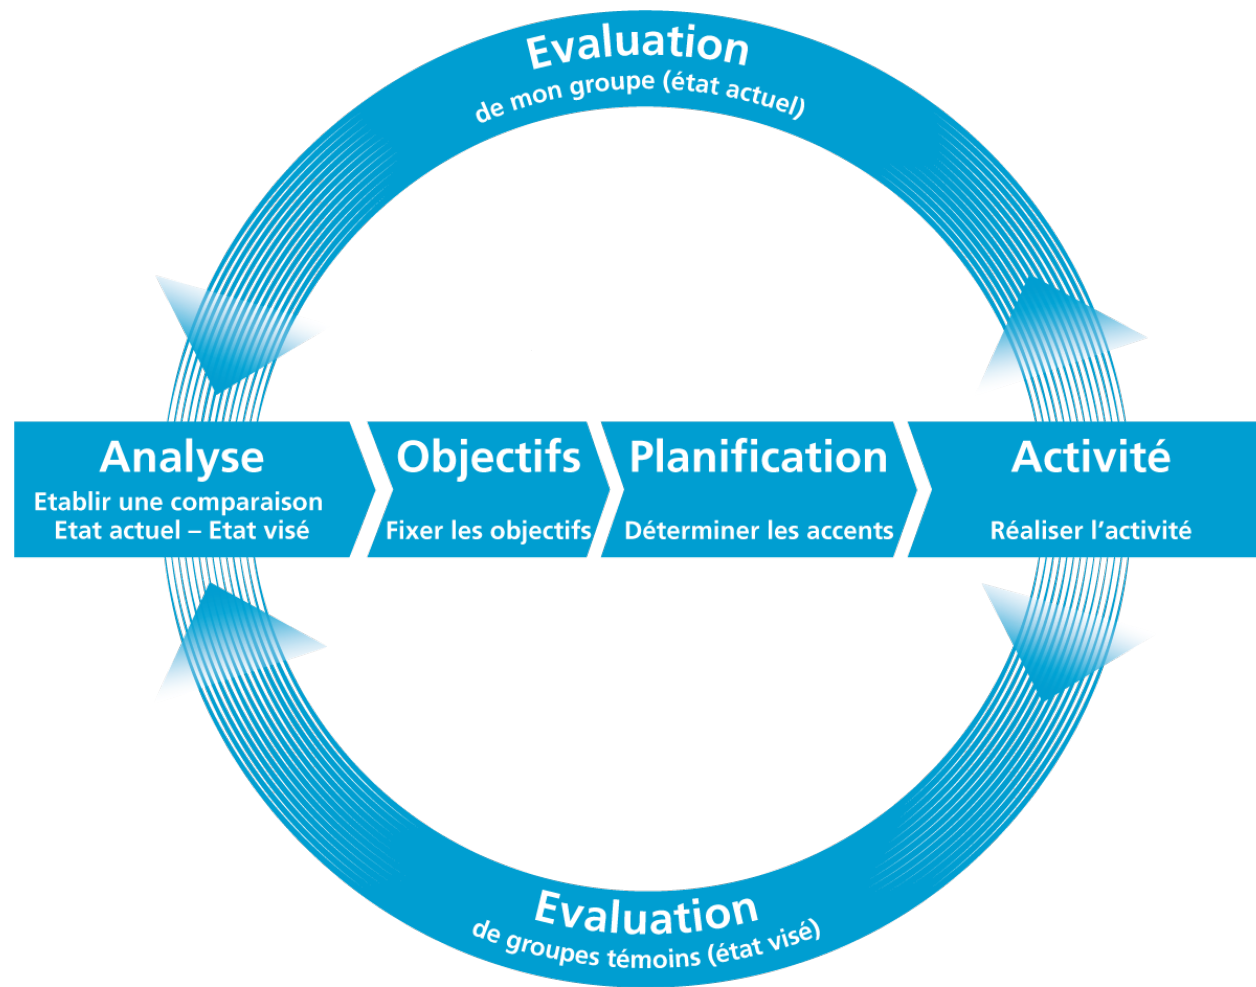 Evaluation
de mon groupe (état actuel)
Analyse
Etablir une comparaison
Etat actuel – Etat visé
Objectifs
Fixer les objectifs
Planification
Déterminer les accents
Activité
Réaliser l’activité
Evaluation
de groupes témoins (état visé)